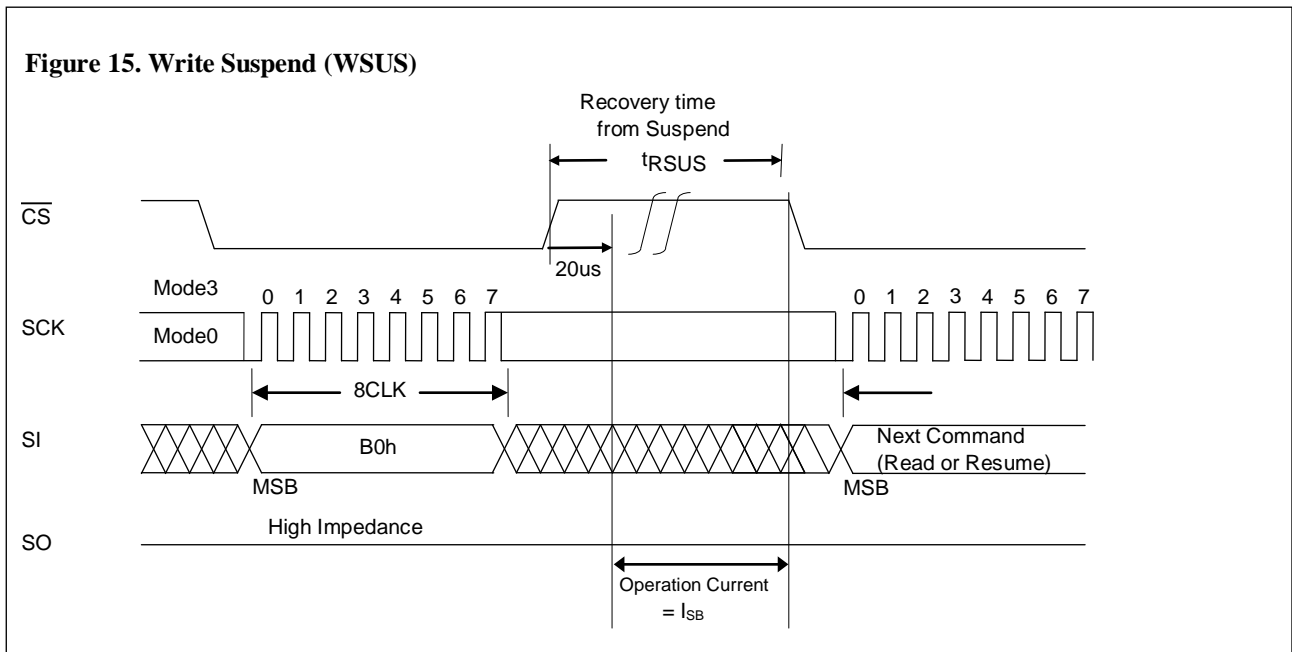 Figure 15. Write Suspend (WSUS)
Recovery time
from Suspend
tRSUS
CS
20us
Mode3
0 1 2 3 4 5 6 7
0 1 2 3 4 5 6 7
SCK
Mode0
8CLK
SI
B0h
Next Command
(Read or Resume)
MSB
MSB
High Impedance
SO
Operation Current
= ISB